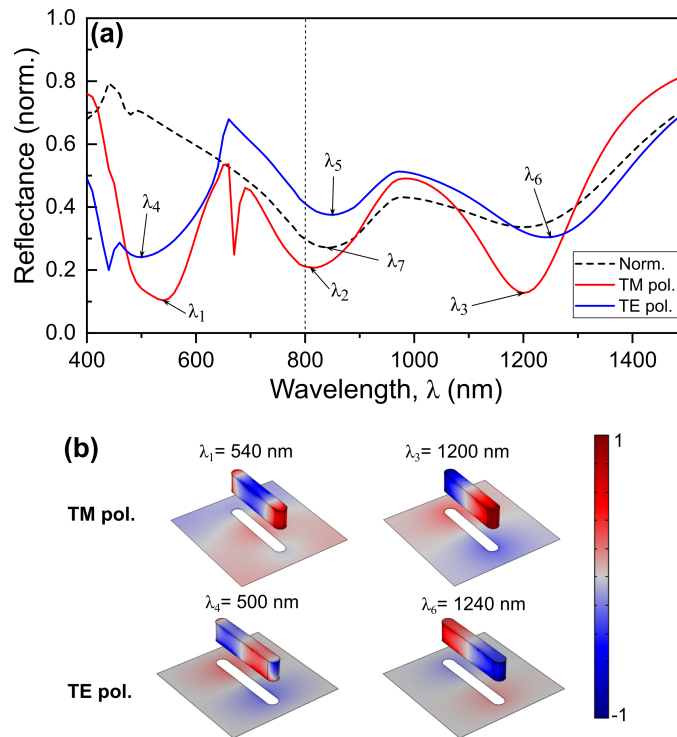 (a)
Reflectance (norm.)
1.0
0.8
0.6
0.4
0.2
0.0
λ4
λ1
λ5
λ2
λ7
λ6
λ3
Norm.
TM pol.
TE pol.
400 600 800 1000 1200 1400
Wavelength, λ (nm)
(b)
λ1= 540 nm
λ3= 1200 nm
TM pol.
λ4= 500 nm
λ6= 1240 nm
TE pol.
1
-1